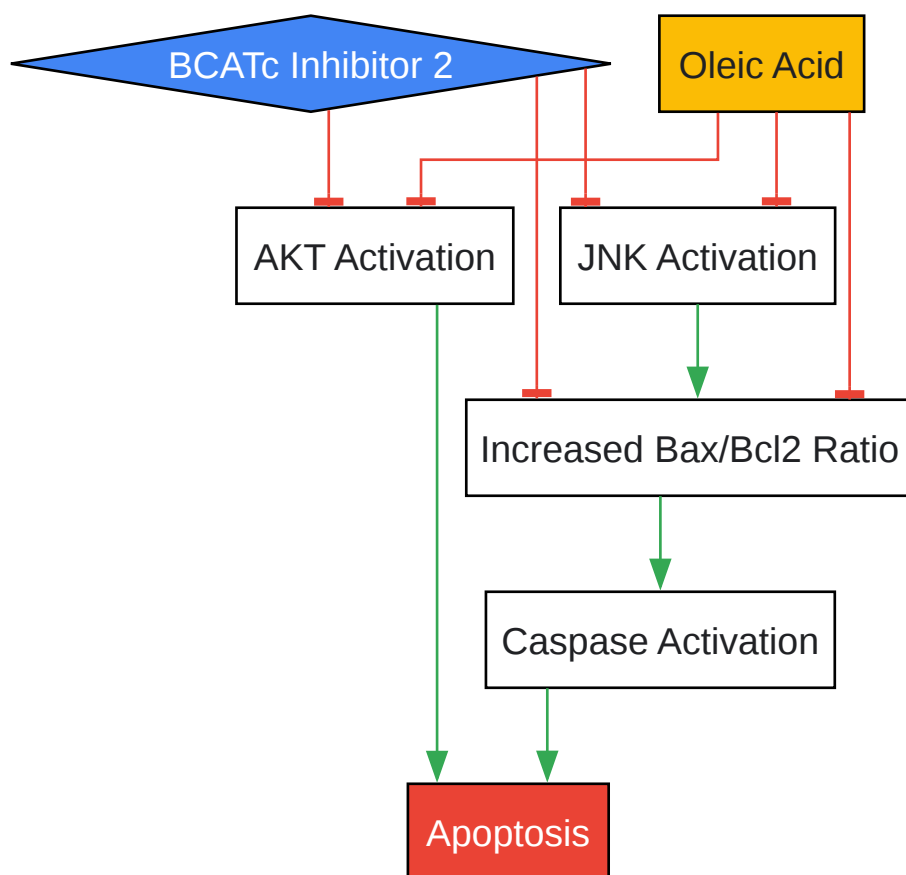 BCATc Inhibitor 2
Oleic Acid
AKT Activation
JNK Activation
Increased Bax/Bcl2 Ratio
Caspase Activation
Apoptosis